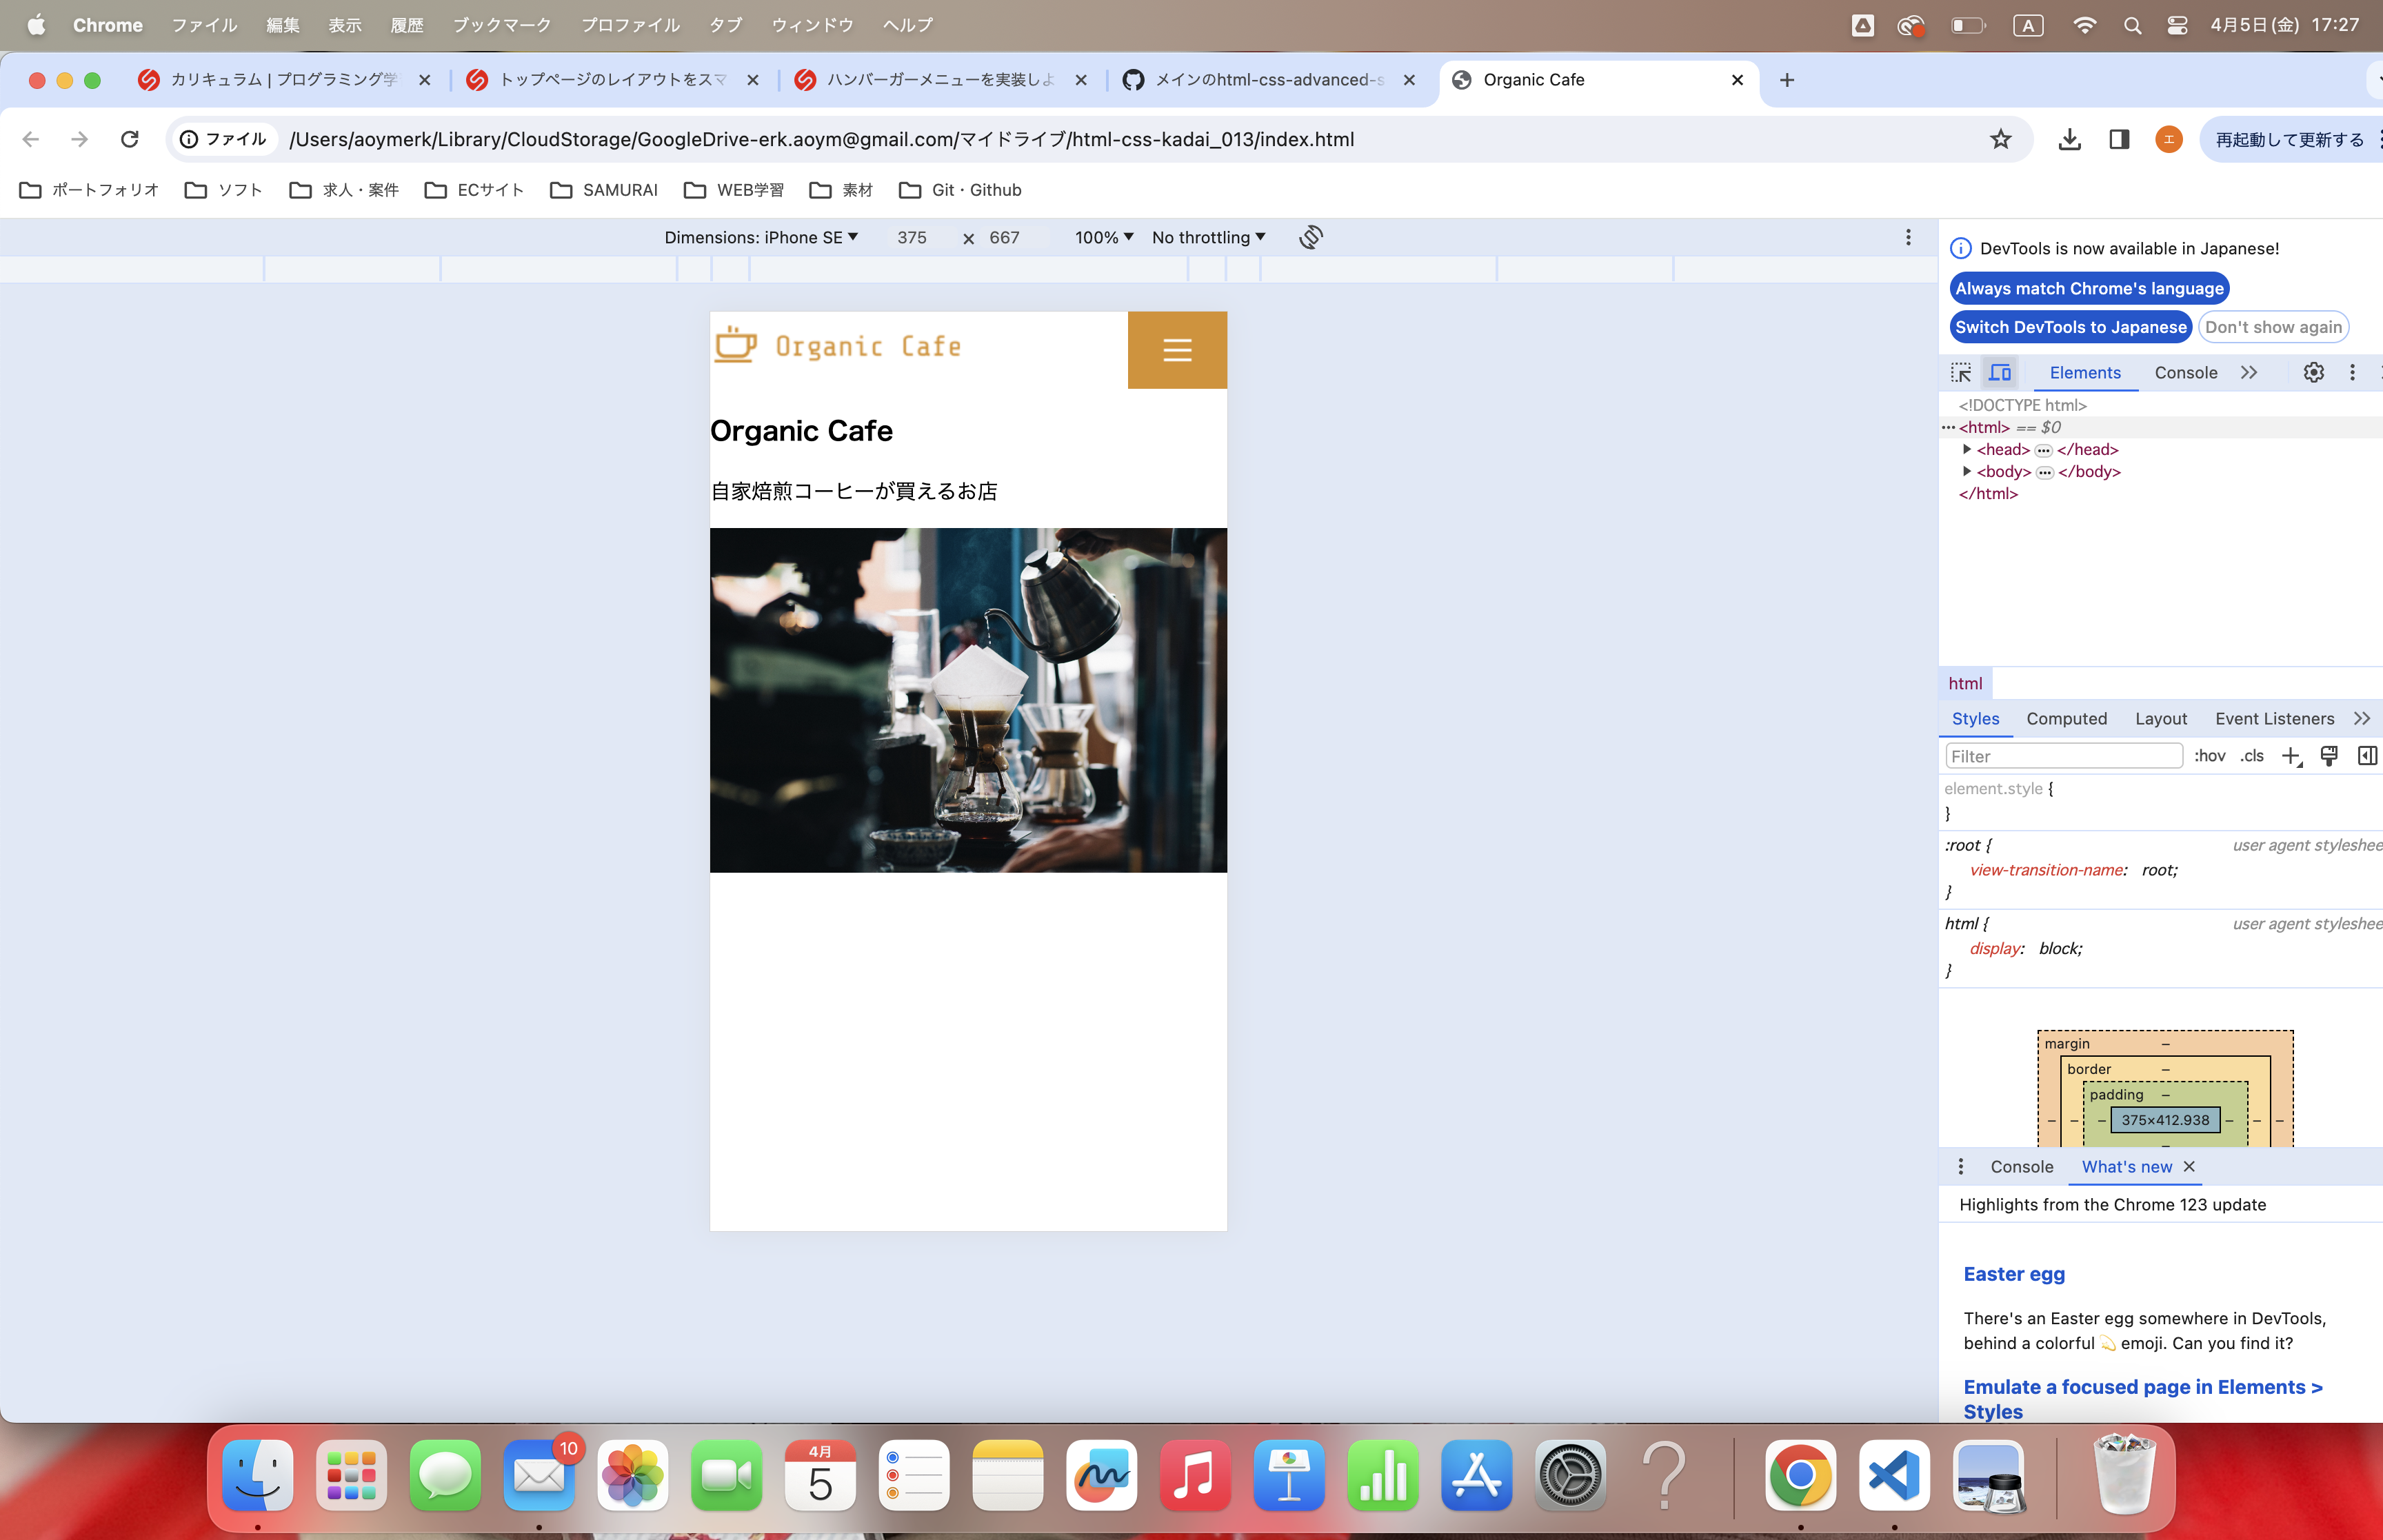 Chrome ファイル 編集 表示 履歴 ブックマーク プロファイル タブ ウィンドウ ヘルプ A 4月5日(金) 17:27
カリキュラム | プログラミング学 トップページのレイアウトをスマ ハンバーガーメニューを実装しよ メインのhtml-css-advanced-s Organic Cafe
ファイル /Users/aoymerk/Library/CloudStorage/GoogleDrive-erk.aoym@gmail.com/マイドライブ/html-css-kadai_013/index.html エ 再起動して更新する
ポートフォリオ ソフト 求人・案件 ECサイト SAMURAI WEB学習 素材 Git・Github
Dimensions: iPhone SE 375 × 667 100% No throttling
Organic Cafe
Organic Cafe
自家焙煎コーヒーが買えるお店
DevTools is now available in Japanese!
Always match Chrome's language
Switch DevTools to Japanese Don't show again
Elements Console
<!DOCTYPE html>
<html> == $0
<head> </head>
<body> </body>
</html>
html
Styles Computed Layout Event Listeners
Filter :hov .cls
element.style {
}
:root { user agent styleshee
view-transition-name: root;
}
html { user agent styleshee
display: block;
}
margin –
border –
padding –
– – – 375×412.938 – – –
Console What's new
Highlights from the Chrome 123 update
Easter egg
There's an Easter egg somewhere in DevTools,
behind a colorful 💫 emoji. Can you find it?
Emulate a focused page in Elements >
Styles
10
4月
5